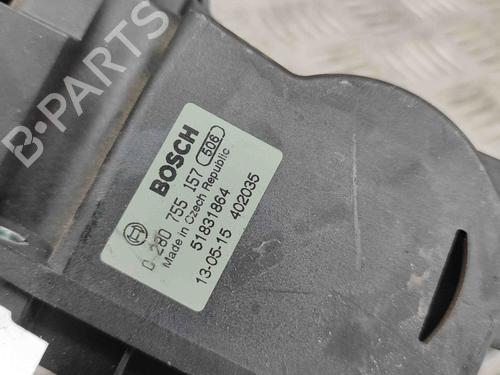 BOSCH
0 280 755 157 506
Made in Czech Republic
51831864
13-05-15 402035
B-PARTS